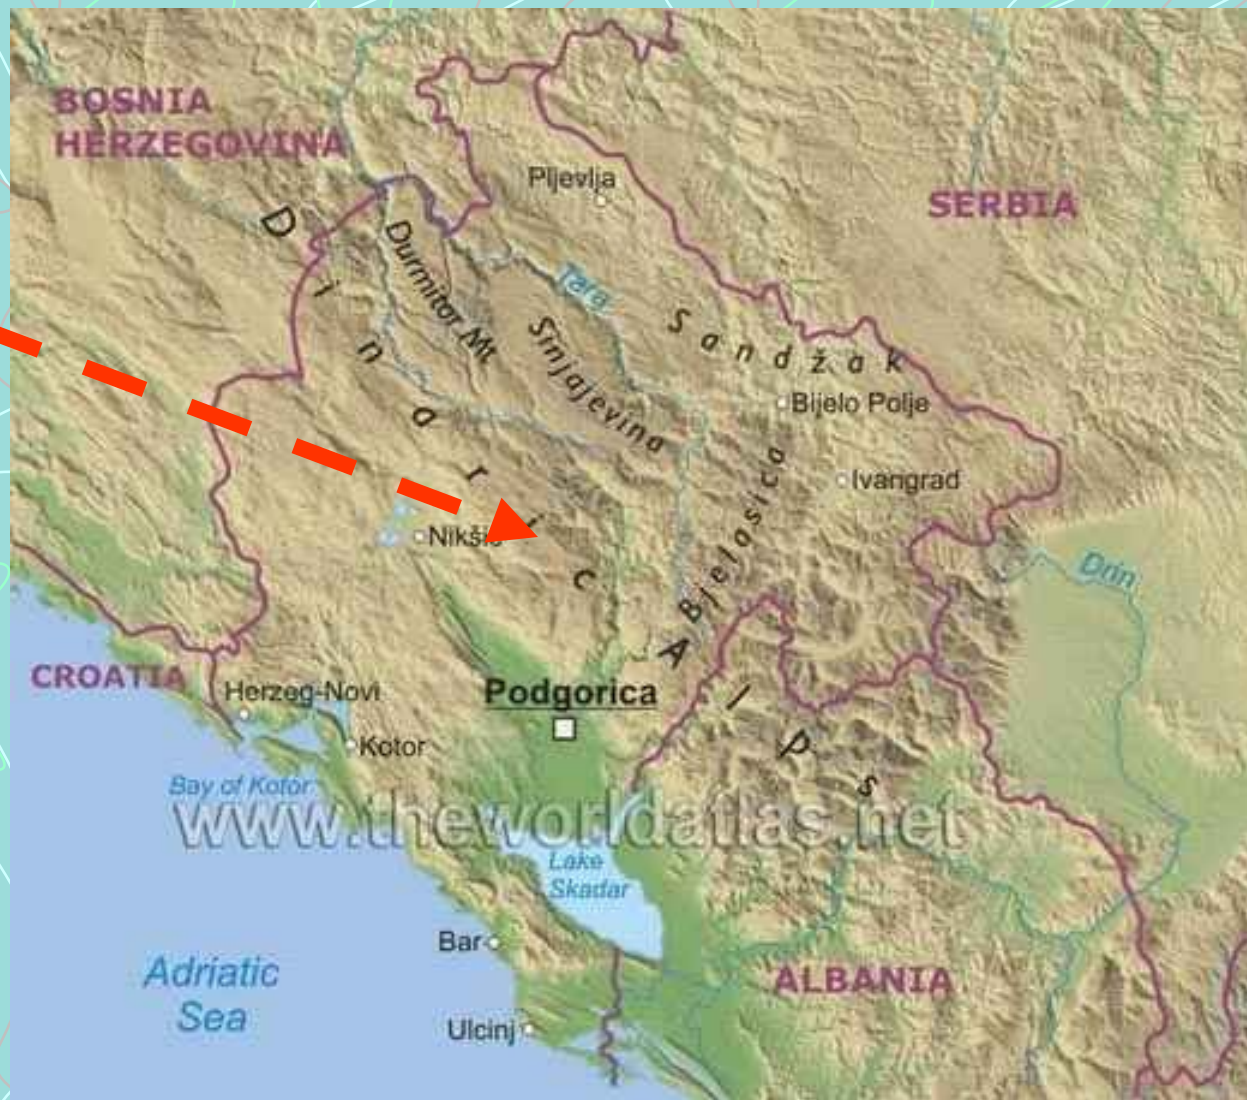 BOSNIA
HERZEGOVINA
SERBIA
Pljevlja
Durmitor Mt
Tara
Sinjajevina
Sandžak
Dinaric
Alps
Bijelo Polje
Bjelasica
Ivangrad
Nikšić
Drin
CROATIA
Herzeg-Novi
Podgorica
Kotor
Bay of Kotor
www.theworldatlas.net
Lake
Skadar
Bar
Adriatic
Sea
ALBANIA
Ulcinj